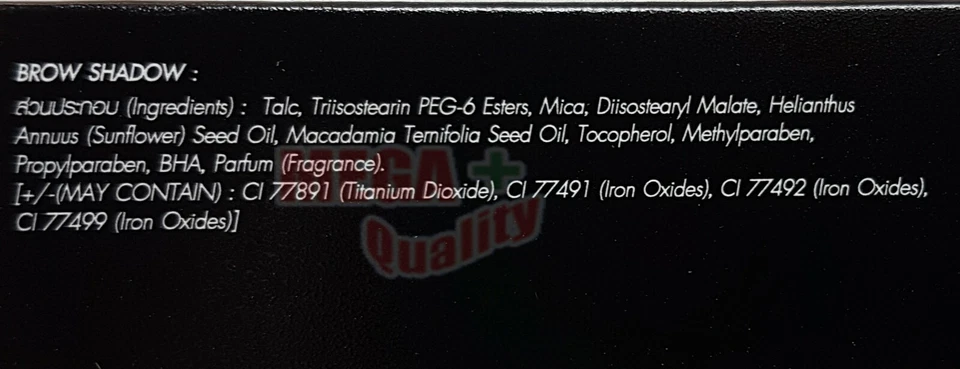 BROW SHADOW :
ส่วนประกอบ (Ingredients) : Talc, Triisostearin PEG-6 Esters, Mica, Diisostearyl Malate, Helianthus
Annuus (Sunflower) Seed Oil, Macadamia Ternifolia Seed Oil, Tocopherol, Methylparaben,
Propylparaben, BHA, Parfum (Fragrance).
[+/-(MAY CONTAIN) : CI 77891 (Titanium Dioxide), CI 77491 (Iron Oxides), CI 77492 (Iron Oxides),
CI 77499 (Iron Oxides)]
Quality